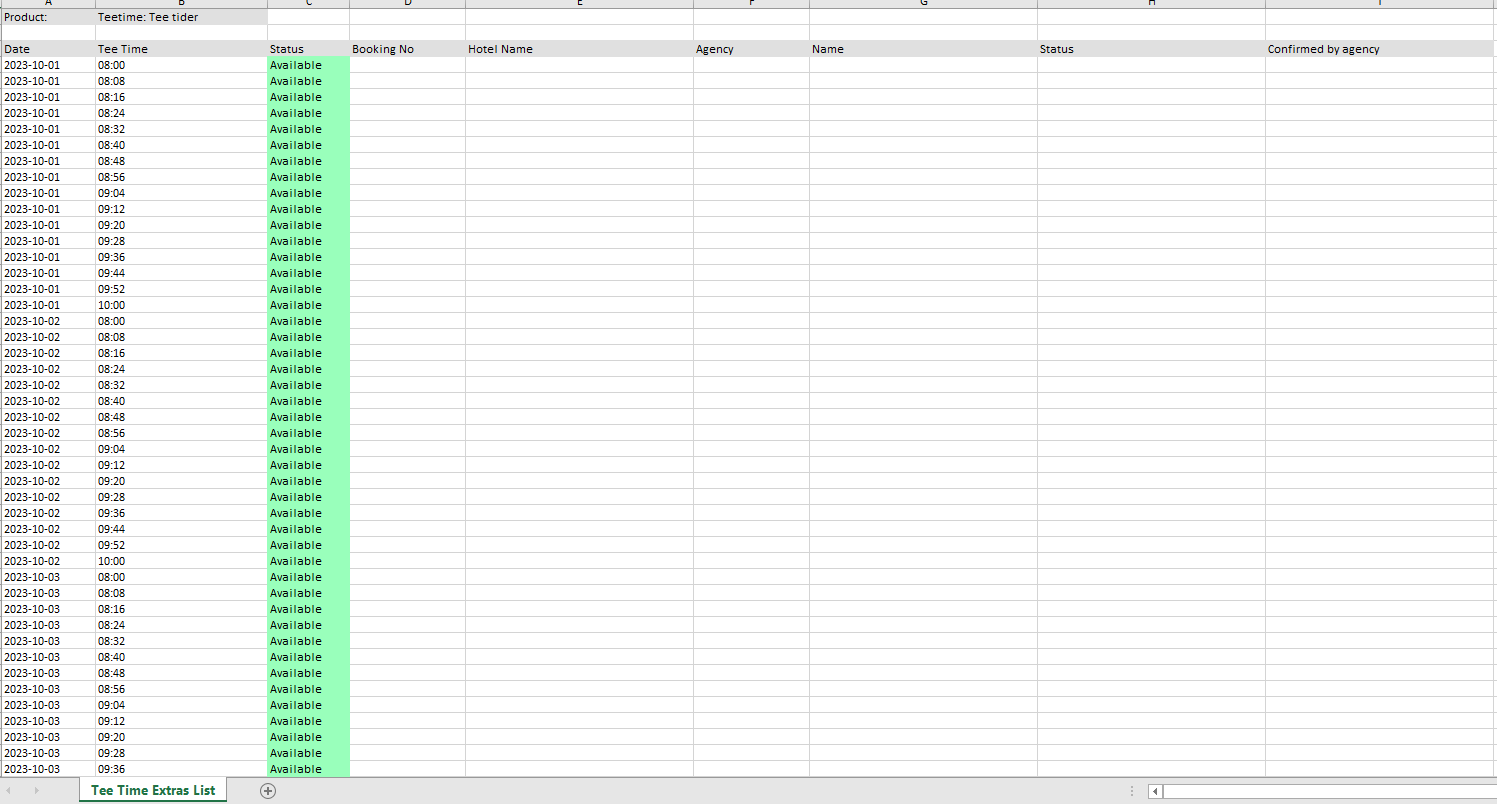 A B C D E F G H I
Product: Teetime: Tee tider
Date Tee Time Status Booking No Hotel Name Agency Name Status Confirmed by agency
2023-10-01 08:00 Available
2023-10-01 08:08 Available
2023-10-01 08:16 Available
2023-10-01 08:24 Available
2023-10-01 08:32 Available
2023-10-01 08:40 Available
2023-10-01 08:48 Available
2023-10-01 08:56 Available
2023-10-01 09:04 Available
2023-10-01 09:12 Available
2023-10-01 09:20 Available
2023-10-01 09:28 Available
2023-10-01 09:36 Available
2023-10-01 09:44 Available
2023-10-01 09:52 Available
2023-10-01 10:00 Available
2023-10-02 08:00 Available
2023-10-02 08:08 Available
2023-10-02 08:16 Available
2023-10-02 08:24 Available
2023-10-02 08:32 Available
2023-10-02 08:40 Available
2023-10-02 08:48 Available
2023-10-02 08:56 Available
2023-10-02 09:04 Available
2023-10-02 09:12 Available
2023-10-02 09:20 Available
2023-10-02 09:28 Available
2023-10-02 09:36 Available
2023-10-02 09:44 Available
2023-10-02 09:52 Available
2023-10-02 10:00 Available
2023-10-03 08:00 Available
2023-10-03 08:08 Available
2023-10-03 08:16 Available
2023-10-03 08:24 Available
2023-10-03 08:32 Available
2023-10-03 08:40 Available
2023-10-03 08:48 Available
2023-10-03 08:56 Available
2023-10-03 09:04 Available
2023-10-03 09:12 Available
2023-10-03 09:20 Available
2023-10-03 09:28 Available
2023-10-03 09:36 Available
Tee Time Extras List